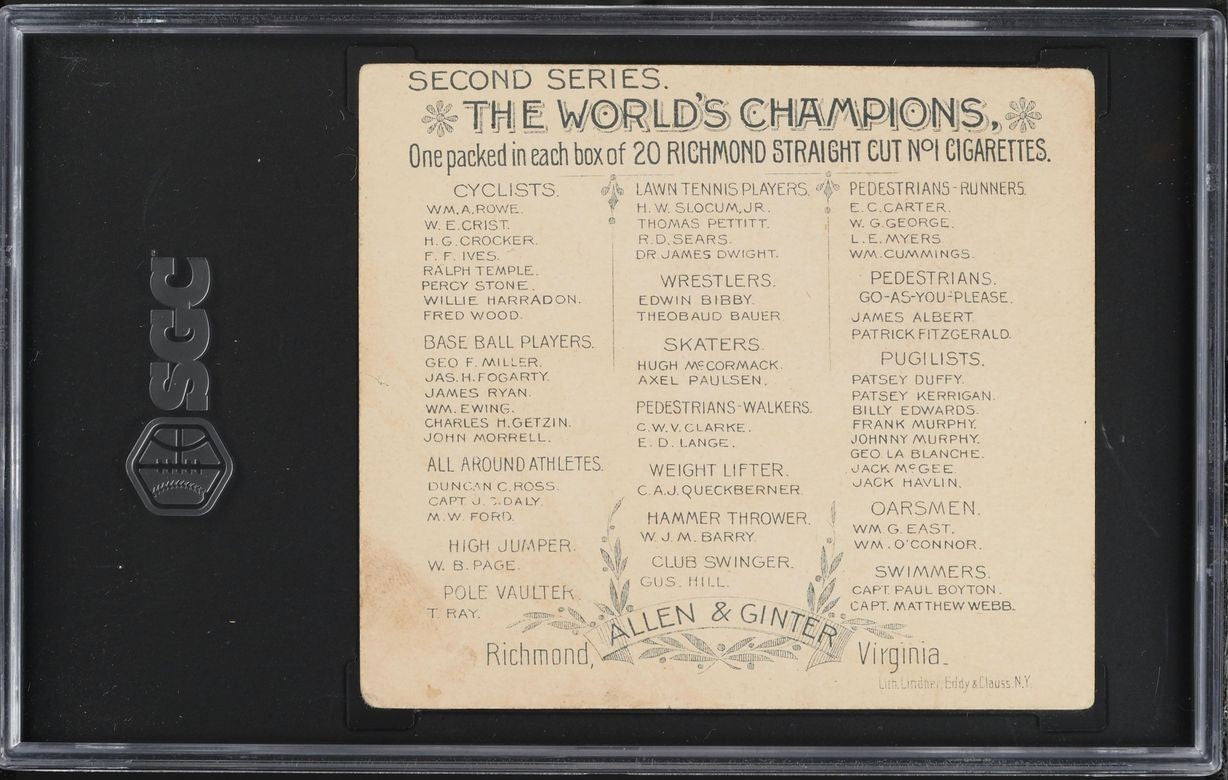 SGC
SECOND SERIES.
THE WORLD'S CHAMPIONS,
One packed in each box of 20 RICHMOND STRAIGHT CUT No1 CIGARETTES.
CYCLISTS.
WM.A.ROWE.
W. E. CRIST.
H. G. CROCKER.
F. F. IVES.
RALPH TEMPLE.
PERCY STONE.
WILLIE HARRADON.
FRED WOOD.
BASE BALL PLAYERS.
GEO F. MILLER.
JAS. H. FOGARTY.
JAMES RYAN.
WM. EWING.
CHARLES H. GETZIN.
JOHN MORRELL.
ALL AROUND ATHLETES.
DUNCAN C. ROSS.
CAPT J. C. DALY.
M. W. FORD.
HIGH JUMPER.
W. B. PAGE.
POLE VAULTER.
T. RAY.
LAWN TENNIS PLAYERS.
H. W. SLOCUM, JR.
THOMAS PETTITT.
R. D. SEARS.
DR. JAMES DWIGHT.
WRESTLERS.
EDWIN BIBBY.
THEOBAUD BAUER
SKATERS.
HUGH McCORMACK.
AXEL PAULSEN.
PEDESTRIANS-WALKERS.
C. W. V. CLARKE.
E. D. LANGE.
WEIGHT LIFTER.
C. A. J. QUECKBERNER
HAMMER THROWER.
W. J. M. BARRY.
CLUB SWINGER.
GUS. HILL.
PEDESTRIANS-RUNNERS.
E. C. CARTER.
W. G. GEORGE.
L. E. MYERS
WM. CUMMINGS.
PEDESTRIANS.
GO-AS-YOU-PLEASE.
JAMES ALBERT
PATRICK FITZGERALD.
PUGILISTS.
PATSEY DUFFY.
PATSEY KERRIGAN.
BILLY EDWARDS.
FRANK MURPHY.
JOHNNY MURPHY.
GEO. LA BLANCHE.
JACK McGEE.
JACK HAVLIN.
OARSMEN.
WM. G. EAST.
WM. O'CONNOR.
SWIMMERS.
CAPT. PAUL BOYTON.
CAPT. MATTHEW WEBB.
ALLEN & GINTER
Richmond, Virginia.
Lith. Lindner, Eddy & Clauss. N.Y.